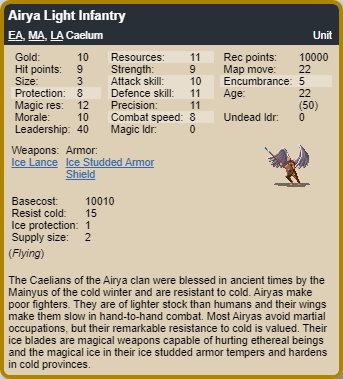 Airya Light Infantry
EA, MA, LA Caelum Unit
Gold: 10 Resources: 11 Rec points: 10000
Hit points: 9 Strength: 9 Map move: 22
Size: 3 Attack skill: 10 Encumbrance: 5
Protection: 8 Defence skill: 11 Age: 22
Magic res: 12 Precision: 11 (50)
Morale: 10 Combat speed: 8 Undead ldr: 0
Leadership: 40 Magic ldr: 0
Weapons: Armor:
Ice Lance Ice Studded Armor
Shield
Basecost: 10010
Resist cold: 15
Ice protection: 1
Supply size: 2
(Flying)
The Caelians of the Airya clan were blessed in ancient times by the
Mainyus of the cold winter and are resistant to cold. Airyas make
poor fighters. They are of lighter stock than humans and their wings
make them slow in hand-to-hand combat. Most Airyas avoid martial
occupations, but their remarkable resistance to cold is valued. Their
ice blades are magical weapons capable of hurting ethereal beings
and the magical ice in their ice studded armor tempers and hardens
in cold provinces.